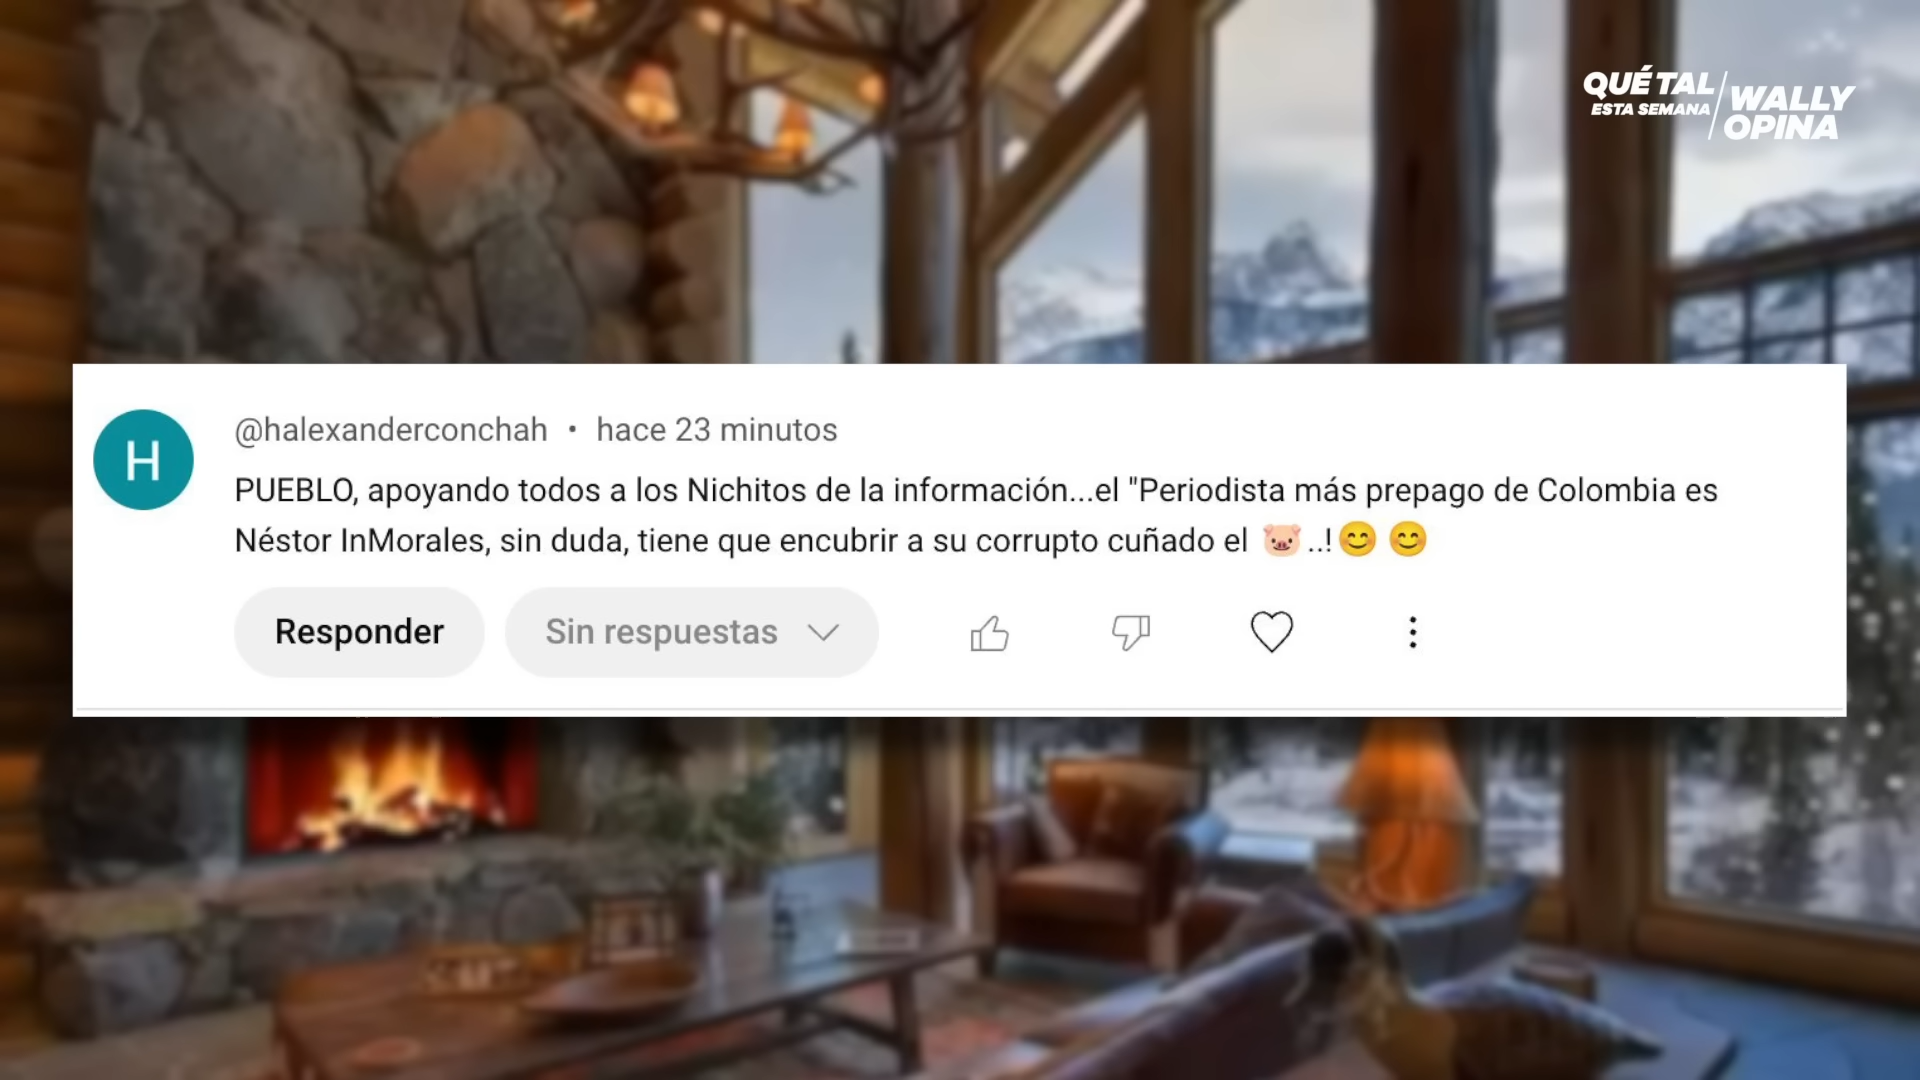 QUÉ TAL
ESTA SEMANA
WALLY
OPINA
H
@halexanderconchah • hace 23 minutos
PUEBLO, apoyando todos a los Nichitos de la información...el "Periodista más prepago de Colombia es
Néstor InMorales, sin duda, tiene que encubrir a su corrupto cuñado el 🐷..!😊 😊
Responder
Sin respuestas